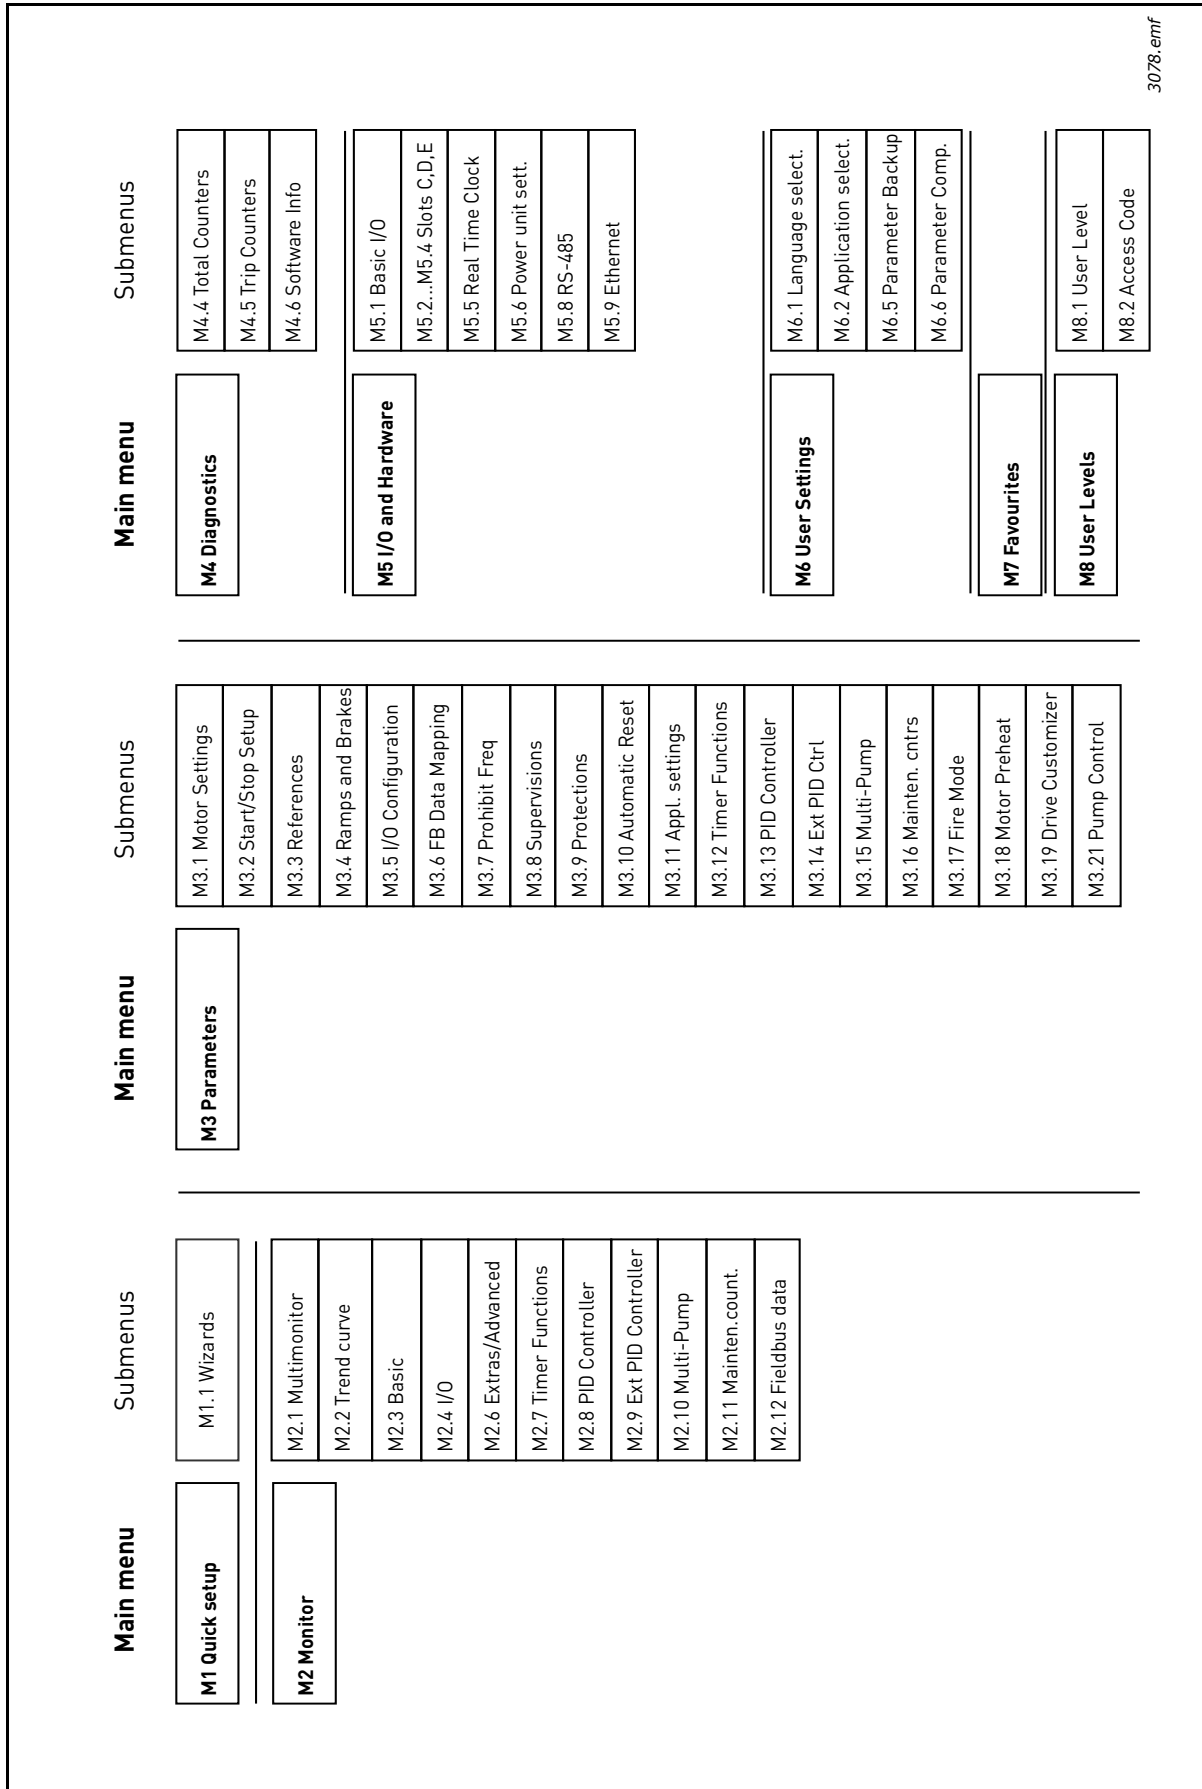 Main menu
Submenus
M1 Quick setup
M1.1 Wizards
M2 Monitor
M2.1 Multimonitor
M2.2 Trend curve
M2.3 Basic
M2.4 I/O
M2.6 Extras/Advanced
M2.7 Timer Functions
M2.8 PID Controller
M2.9 Ext PID Controller
M2.10 Multi-Pump
M2.11 Mainten.count.
M2.12 Fieldbus data
Main menu
Submenus
M3 Parameters
M3.1 Motor Settings
M3.2 Start/Stop Setup
M3.3 References
M3.4 Ramps and Brakes
M3.5 I/O Configuration
M3.6 FB Data Mapping
M3.7 Prohibit Freq
M3.8 Supervisions
M3.9 Protections
M3.10 Automatic Reset
M3.11 Appl. settings
M3.12 Timer Functions
M3.13 PID Controller
M3.14 Ext PID Ctrl
M3.15 Multi-Pump
M3.16 Mainten. cntrs
M3.17 Fire Mode
M3.18 Motor Preheat
M3.19 Drive Customizer
M3.21 Pump Control
Main menu
Submenus
M4 Diagnostics
M4.4 Total Counters
M4.5 Trip Counters
M4.6 Software Info
M5 I/O and Hardware
M5.1 Basic I/O
M5.2...M5.4 Slots C,D,E
M5.5 Real Time Clock
M5.6 Power unit sett.
M5.8 RS-485
M5.9 Ethernet
M6 User Settings
M6.1 Language select.
M6.2 Application select.
M6.5 Parameter Backup
M6.6 Parameter Comp.
M7 Favourites
M8 User Levels
M8.1 User Level
M8.2 Access Code
3078.emf